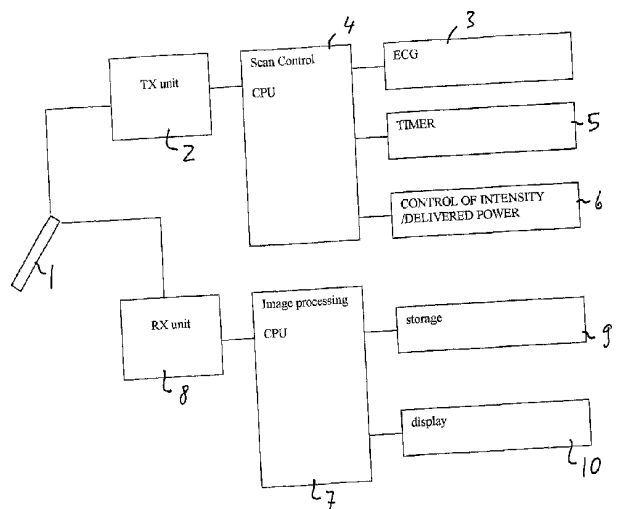 4
3
Scan Control
ECG
TX unit
CPU
2
TIMER
5
CONTROL OF INTENSITY
/DELIVERED POWER
6
1
Image processing
RX unit
CPU
storage
8
9
display
7
10